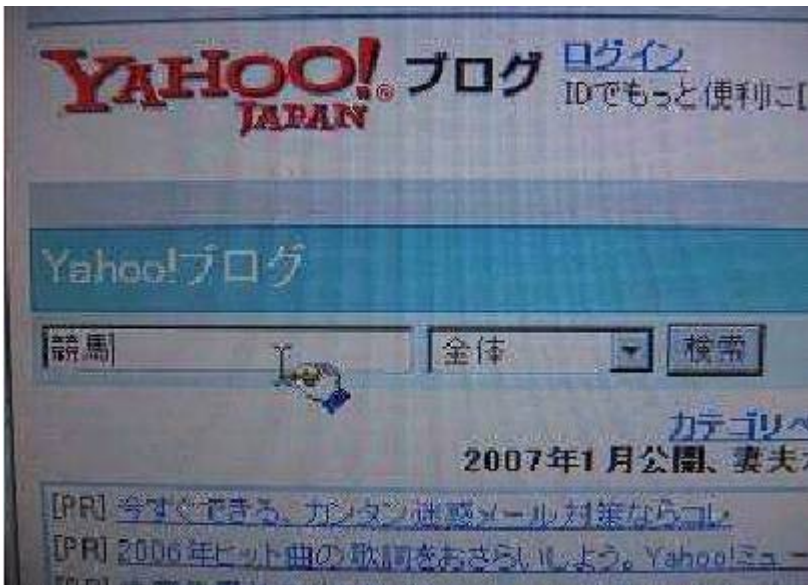 YAHOO! JAPAN ブログ ログイン
IDでもっと便利に[
Yahoo!ブログ
競馬 全体 検索
カテゴリ
2007年1月公開、妻夫
[PR] 今すぐできる、カンタン迷惑メール対策ならコレ
[PR] 2006年ヒット曲の歌詞をおさらいしよう。Yahoo!ミュー